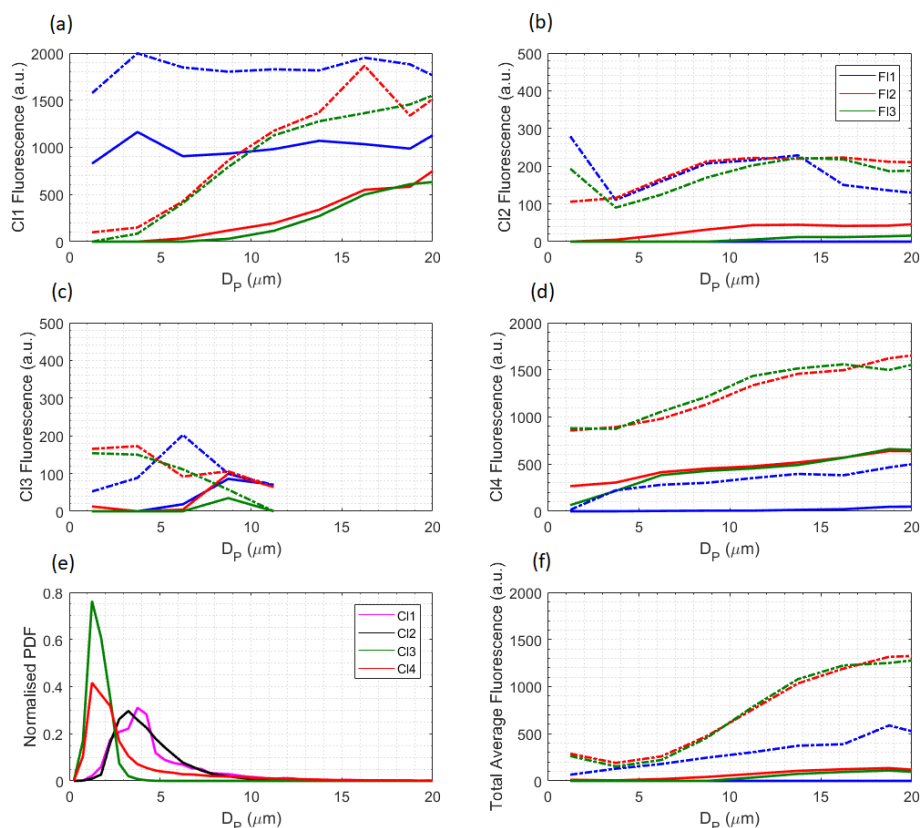 (a)
Cl1 Fluorescence (a.u.)
2000
1500
1000
500
0
0 5 10 15 20
D_P (μm)
(b)
Cl2 Fluorescence (a.u.)
500
400
300
200
100
0
Fl1
Fl2
Fl3
0 5 10 15 20
D_P (μm)
(c)
Cl3 Fluorescence (a.u.)
500
400
300
200
100
0
0 5 10 15 20
D_P (μm)
(d)
Cl4 Fluorescence (a.u.)
2000
1500
1000
500
0
0 5 10 15 20
D_P (μm)
(e)
Normalised PDF
0.8
0.6
0.4
0.2
0
Cl1
Cl2
Cl3
Cl4
0 5 10 15 20
D_P (μm)
(f)
Total Average Fluorescence (a.u.)
2000
1500
1000
500
0
0 5 10 15 20
D_P (μm)